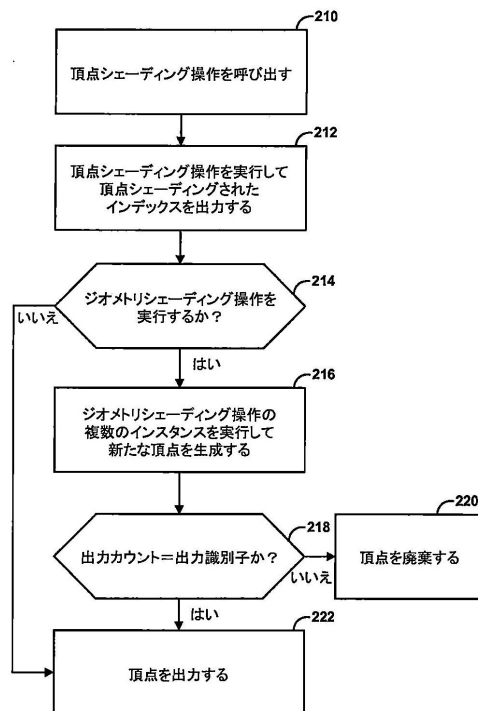 210
頂点シェーディング操作を呼び出す
212
頂点シェーディング操作を実行して
頂点シェーディングされた
インデックスを出力する
214
ジオメトリシェーディング操作を
実行するか？
いいえ
はい
216
ジオメトリシェーディング操作の
複数のインスタンスを実行して
新たな頂点を生成する
218
出力カウント＝出力識別子か？
いいえ
220
頂点を廃棄する
はい
222
頂点を出力する